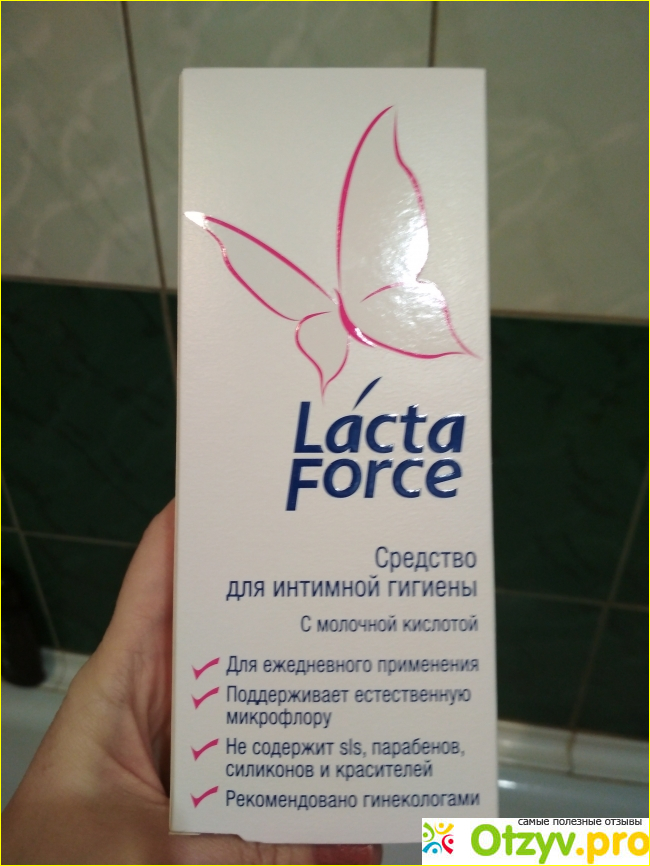 Lácta
Force
Средство
для интимной гигиены
С молочной кислотой
Для ежедневного применения
Поддерживает естественную
микрофлору
Не содержит sls, парабенов,
силиконов и красителей
Рекомендовано гинекологами
самые полезные отзывы
Otzyv.pro